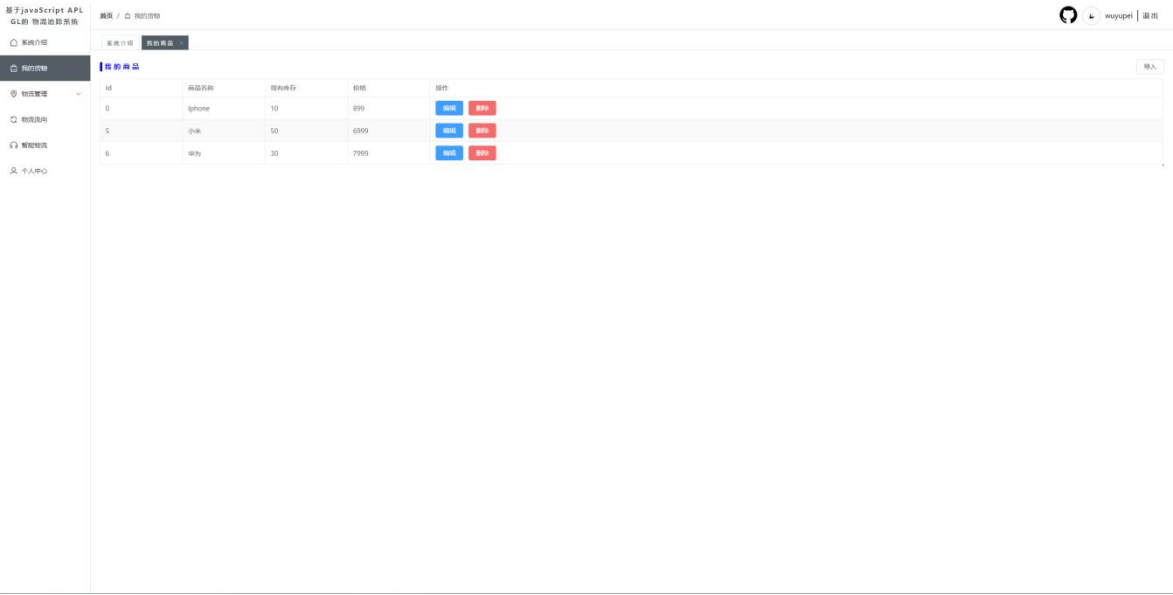 基于javaScript APL
GL的 物流追踪系统
首页 / 我的货物
wuyupei 退出
系统介绍
我的货物
物流管理
物流流向
智能物流
个人中心
系统介绍 我的商品
我的商品
导入
id 商品名称 现有库存 价格 操作
0 Iphone 10 899 编辑 删除
5 小米 50 6999 编辑 删除
6 华为 30 7999 编辑 删除